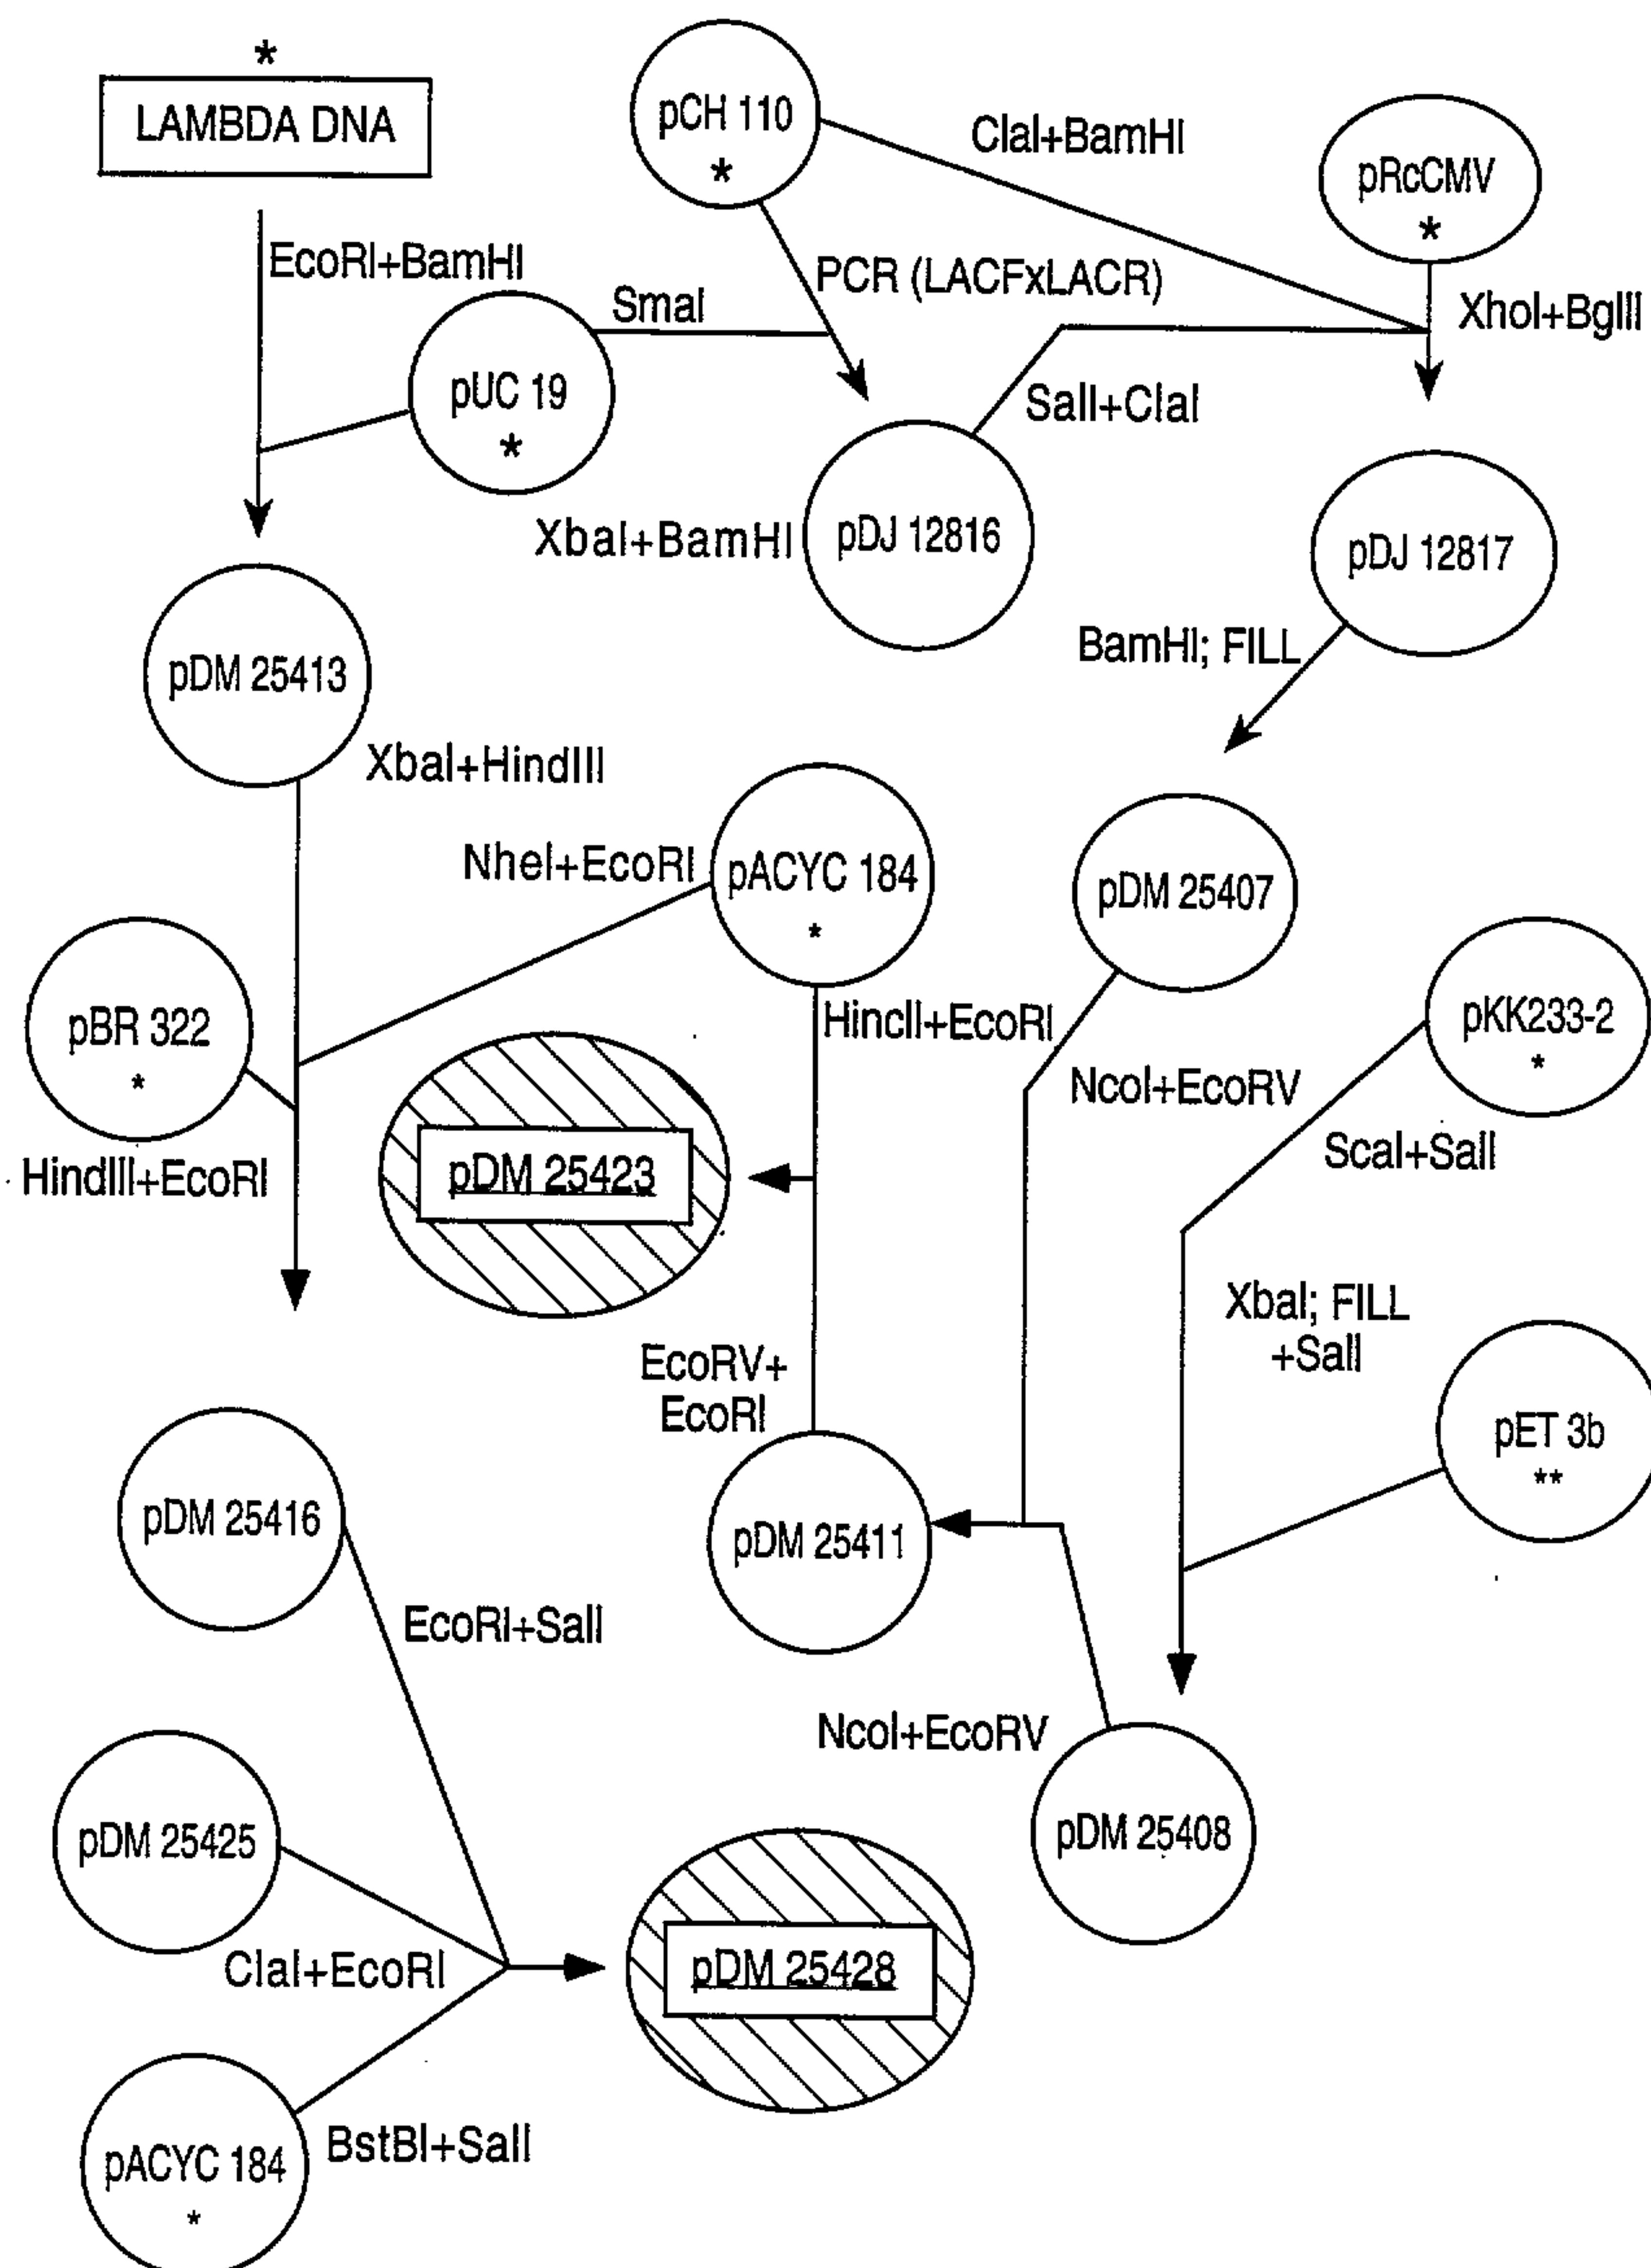 *
LAMBDA DNA
pCH 110
*
ClaI+BamHI
pRcCMV
*
EcoRI+BamHI
PCR (LACFxLACR)
SmaI
XhoI+BglII
pUC 19
*
SalI+ClaI
XbaI+BamHI
pDJ 12816
pDJ 12817
BamHI; FILL
pDM 25413
XbaI+HindIII
NheI+EcoRI
pACYC 184
*
pDM 25407
pBR 322
*
HincII+EcoRI
pKK233-2
*
NcoI+EcoRV
ScaI+SalI
HindIII+EcoRI
pDM 25423
XbaI; FILL
+SalI
EcoRV+
EcoRI
pET 3b
**
pDM 25416
pDM 25411
EcoRI+SalI
NcoI+EcoRV
pDM 25425
pDM 25408
ClaI+EcoRI
pDM 25428
BstBI+SalI
pACYC 184
*